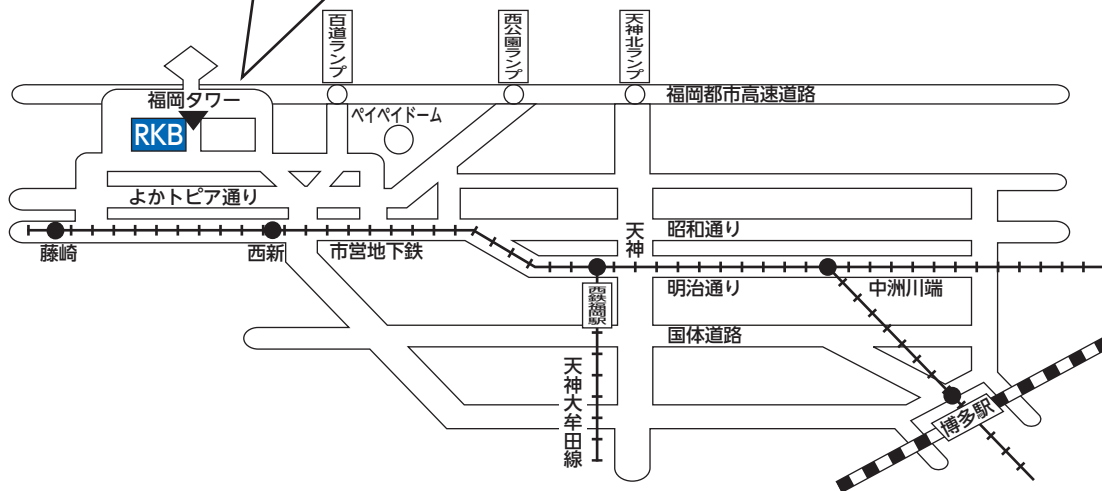 百道ランプ
西公園ランプ
天神北ランプ
福岡タワー
福岡都市高速道路
RKB
ペイペイドーム
よかトピア通り
藤崎
西新
市営地下鉄
天神
昭和通り
明治通り
中洲川端
西鉄福岡駅
国体道路
天神大牟田線
博多駅